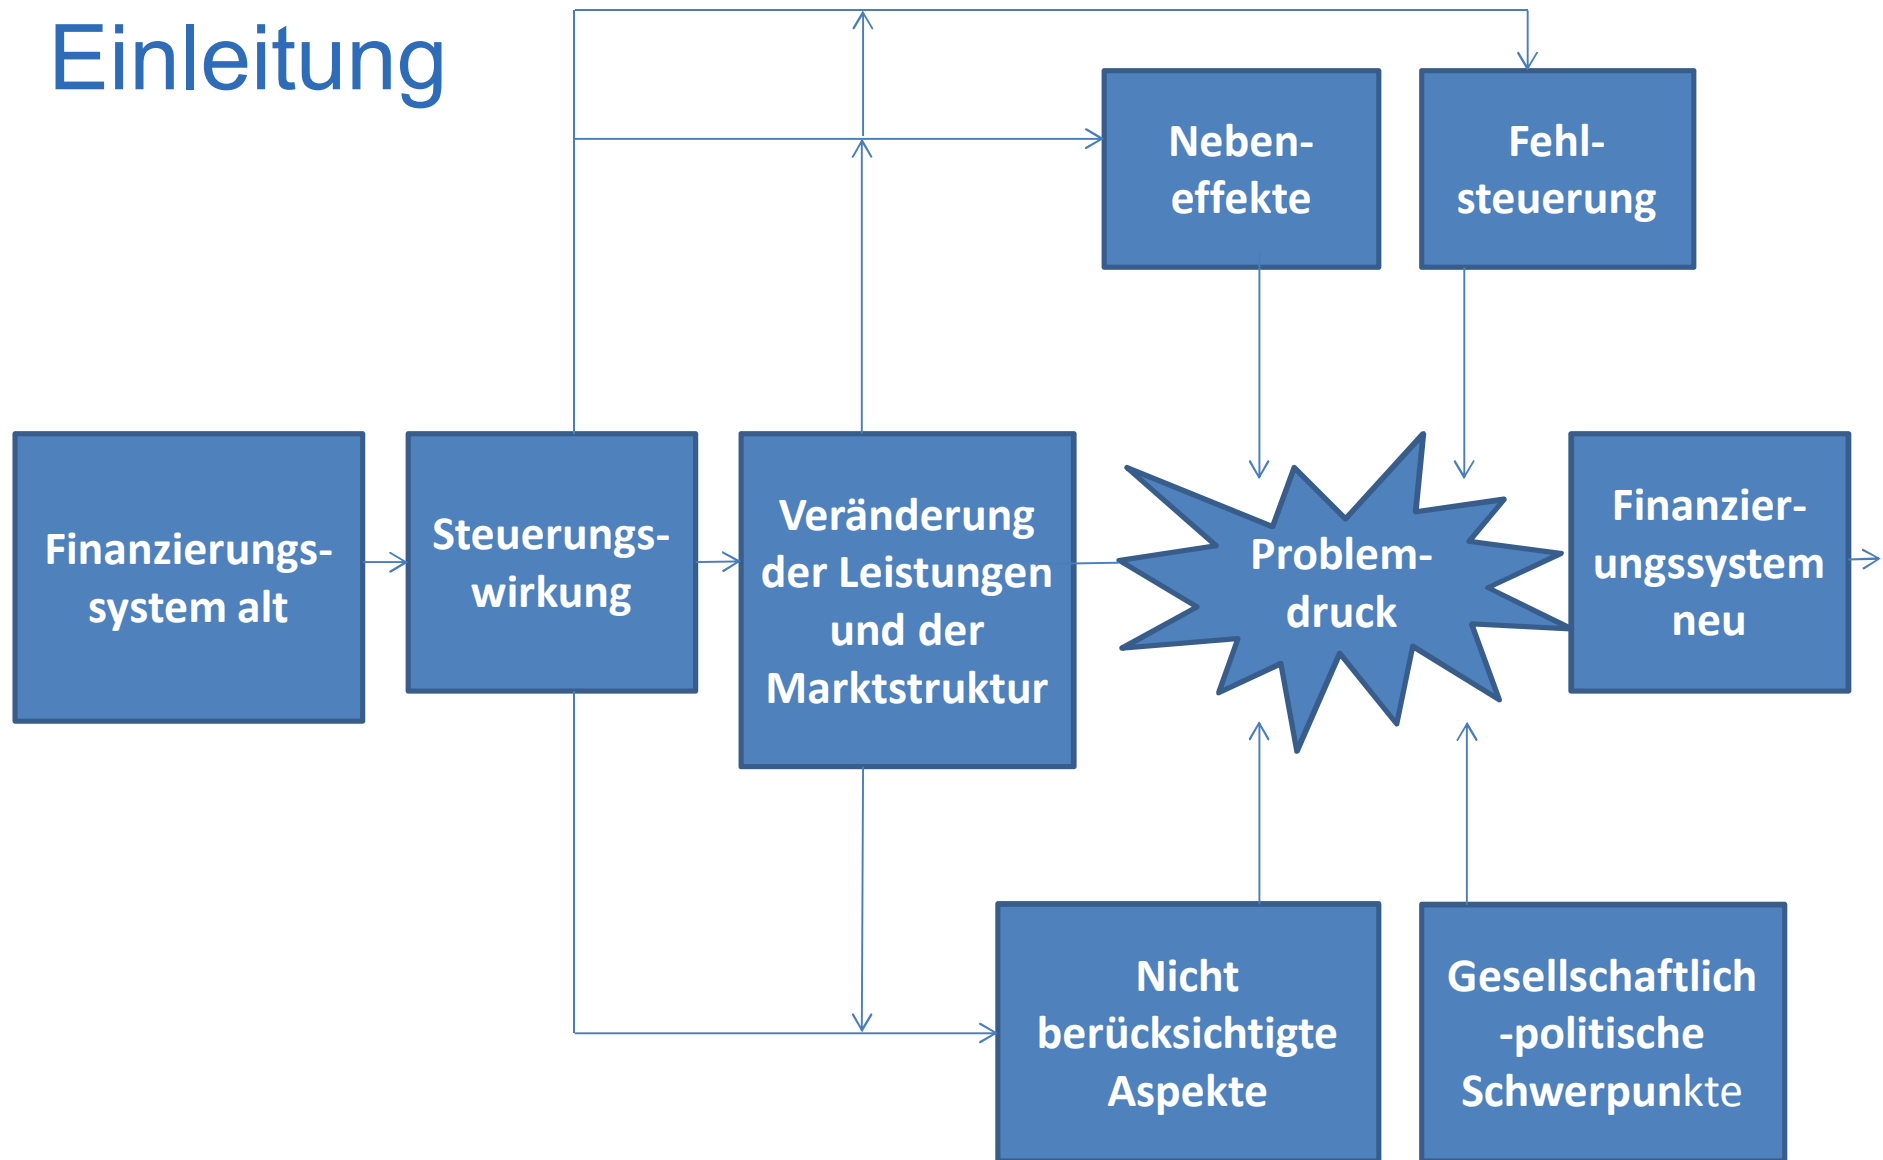 Einleitung
Neben-
effekte
Fehl-
steuerung
Finanzierungs-
system alt
Steuerungs-
wirkung
Veränderung
der Leistungen
und der
Marktstruktur
Problem-
druck
Finanzier-
ungssystem
neu
Nicht
berücksichtigte
Aspekte
Gesellschaftlich
-politische
Schwerpunkte